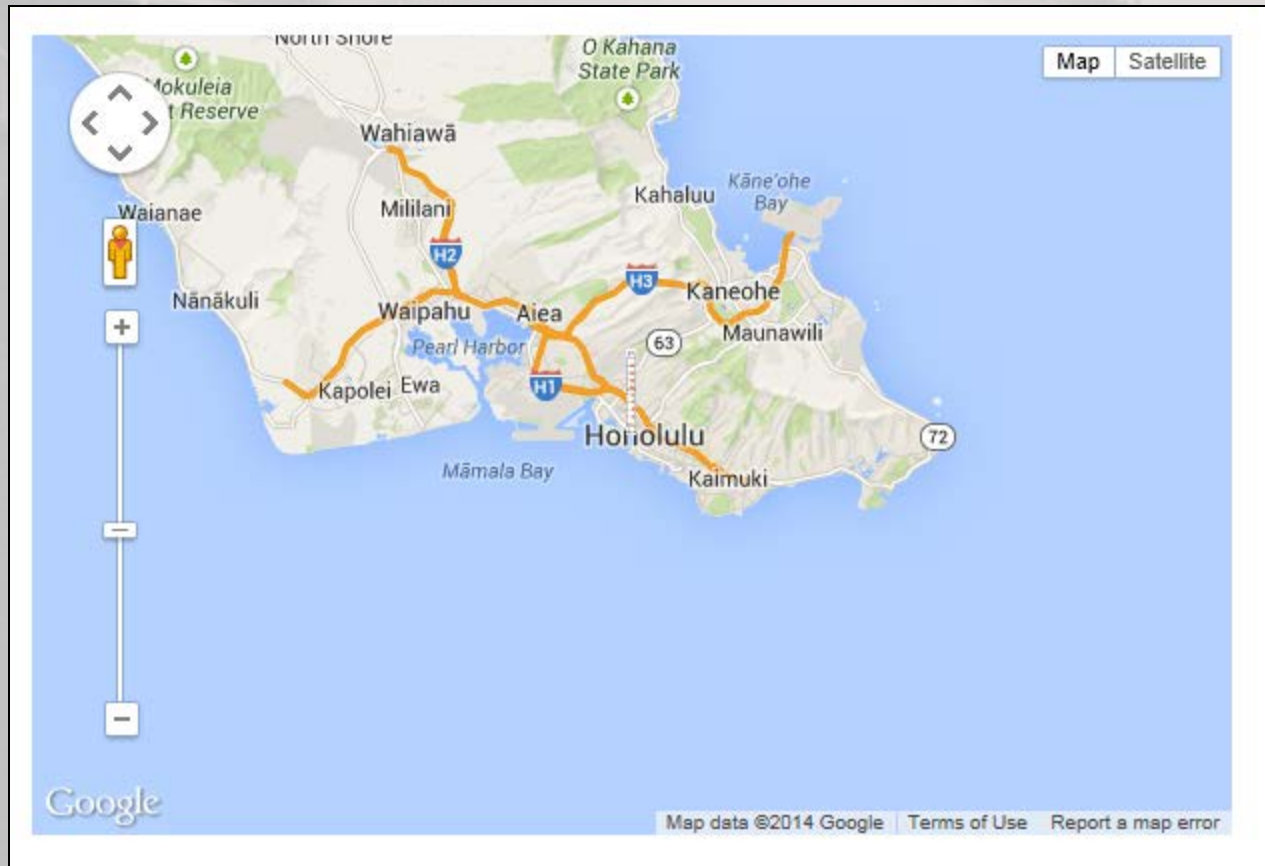 North Shore
O Kahana
State Park
Map
Satellite
Mokuleia
t Reserve
Wahiawā
Kahaluu
Kāne'ohe
Bay
Waianae
Mililani
H2
H3
Kaneohe
Nānākuli
Waipahu
Aiea
Maunawili
63
Pearl Harbor
H1
Kapolei
Ewa
Honolulu
72
Māmala Bay
Kaimuki
Google
Map data ©2014 Google
Terms of Use
Report a map error